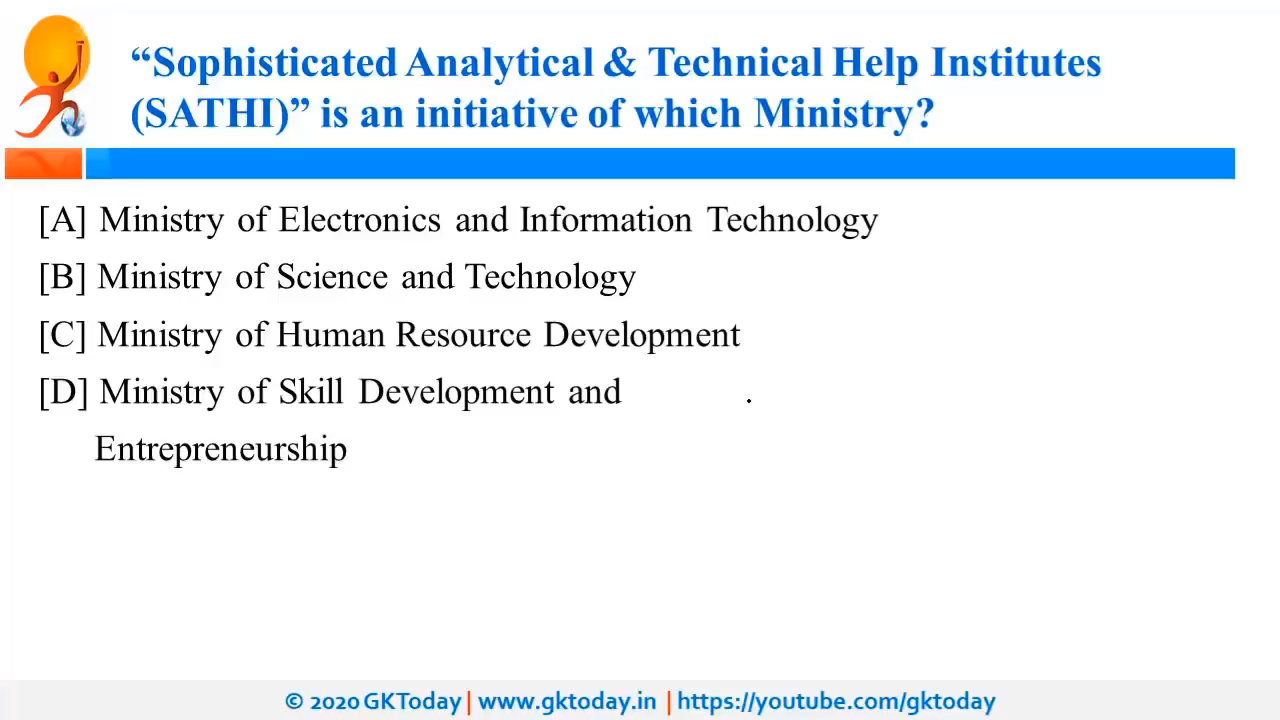 “Sophisticated Analytical & Technical Help Institutes
(SATHI)” is an initiative of which Ministry?
[A] Ministry of Electronics and Information Technology
[B] Ministry of Science and Technology
[C] Ministry of Human Resource Development
[D] Ministry of Skill Development and .
Entrepreneurship
© 2020 GKToday | www.gktoday.in | https://youtube.com/gktoday